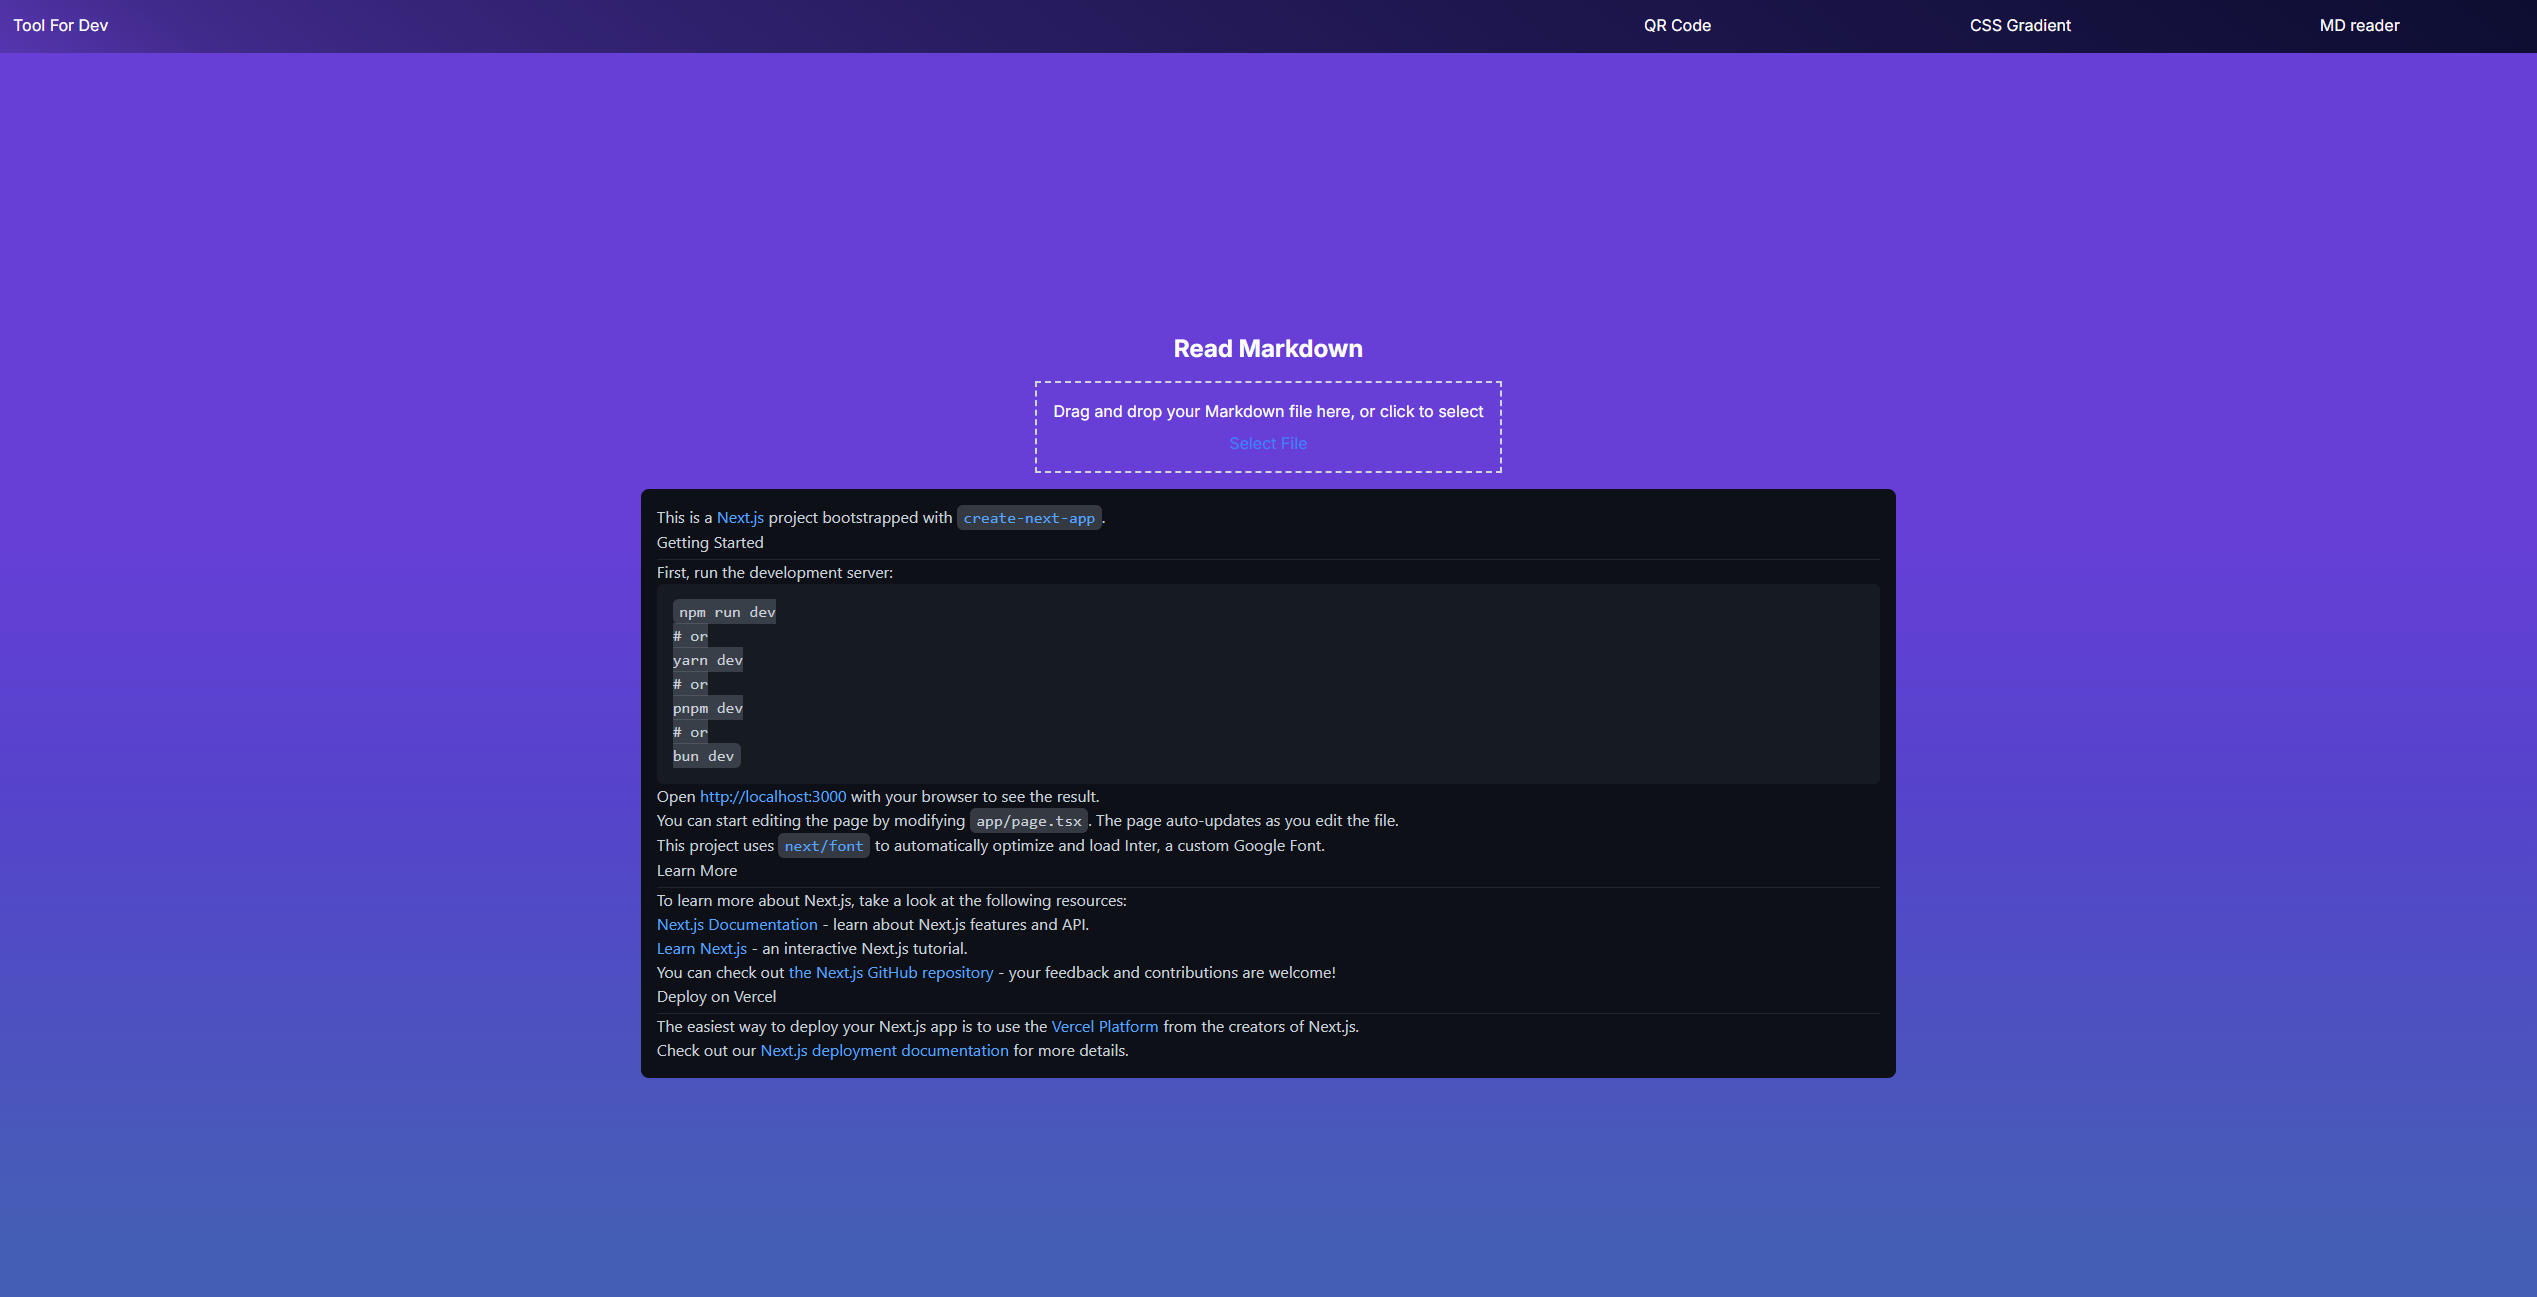 Tool For Dev
QR Code
CSS Gradient
MD reader
Read Markdown
Drag and drop your Markdown file here, or click to select
Select File
This is a Next.js project bootstrapped with create-next-app.
Getting Started
First, run the development server:
npm run dev
# or
yarn dev
# or
pnpm dev
# or
bun dev
Open http://localhost:3000 with your browser to see the result.
You can start editing the page by modifying app/page.tsx. The page auto-updates as you edit the file.
This project uses next/font to automatically optimize and load Inter, a custom Google Font.
Learn More
To learn more about Next.js, take a look at the following resources:
Next.js Documentation - learn about Next.js features and API.
Learn Next.js - an interactive Next.js tutorial.
You can check out the Next.js GitHub repository - your feedback and contributions are welcome!
Deploy on Vercel
The easiest way to deploy your Next.js app is to use the Vercel Platform from the creators of Next.js.
Check out our Next.js deployment documentation for more details.